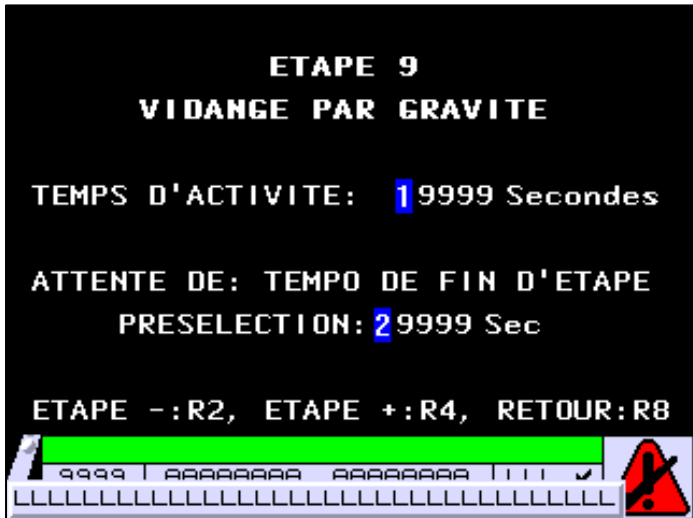 ETAPE 9
VIDANGE PAR GRAVITE
TEMPS D'ACTIVITE: 19999 Secondes
ATTENTE DE: TEMPO DE FIN D'ETAPE
PRESELECTION: 29999 Sec
ETAPE -:R2, ETAPE +:R4, RETOUR:R8
9999 AAAAAAAA AAAAAAAA